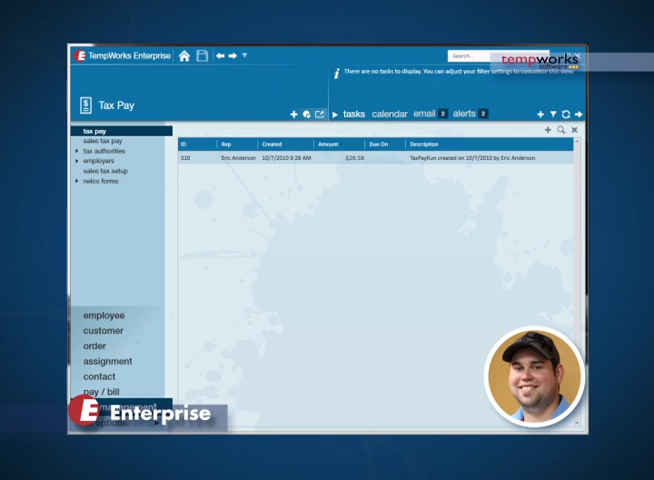 TempWorks Enterprise
Search...
tempworks
software
There are no tasks to display. You can adjust your filter settings to customize this view.
Tax Pay
tasks calendar email 2 alerts 2
tax pay
sales tax pay
tax authorities
employers
sales tax setup
nelco forms
ID Rep Created Amount Due On Description
310 Eric Anderson 10/7/2010 9:28 AM $26.58 TaxPayRun created on 10/7/2010 by Eric Anderson
employee
customer
order
assignment
contact
pay / bill
management
options
E Enterprise